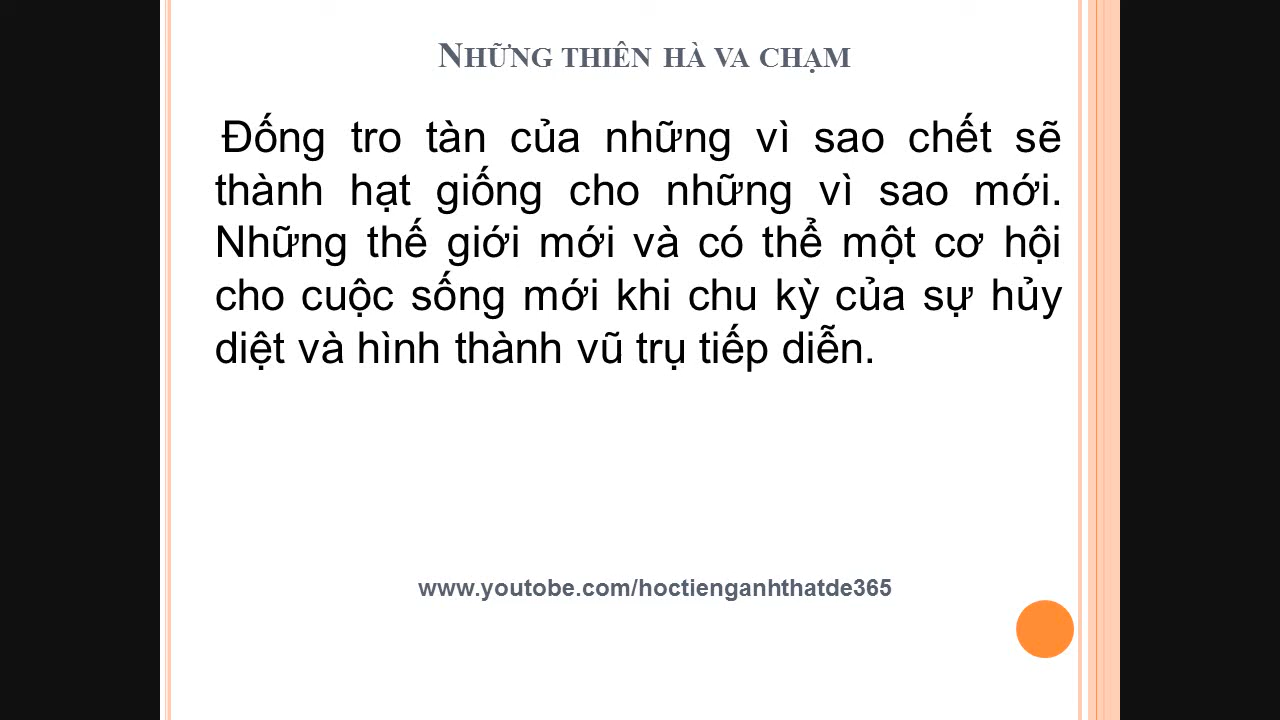 NHỮNG THIÊN HÀ VA CHẠM
Đống tro tàn của những vì sao chết sẽ
thành hạt giống cho những vì sao mới.
Những thế giới mới và có thể một cơ hội
cho cuộc sống mới khi chu kỳ của sự hủy
diệt và hình thành vũ trụ tiếp diễn.
www.youtobe.com/hoctienganhthatde365